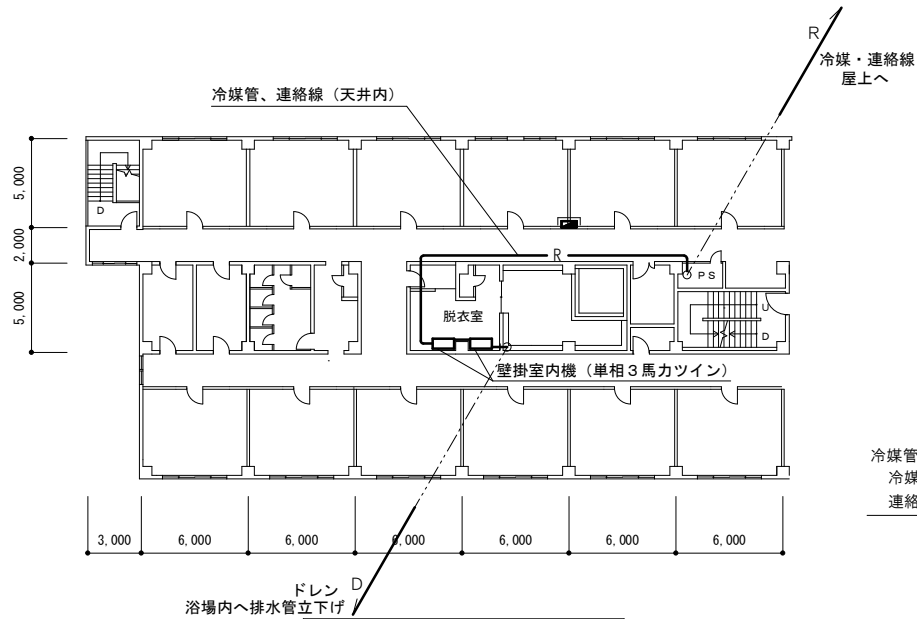 R
冷媒・連絡線
屋上へ
冷媒管、連絡線（天井内）
5,000
2,000
5,000
D
R
PS
U
D
脱衣室
壁掛室内機（単相３馬力ツイン）
冷媒管
冷媒
連絡
3,000
6,000
6,000
6,000
6,000
6,000
6,000
ドレン
D
浴場内へ排水管立下げ